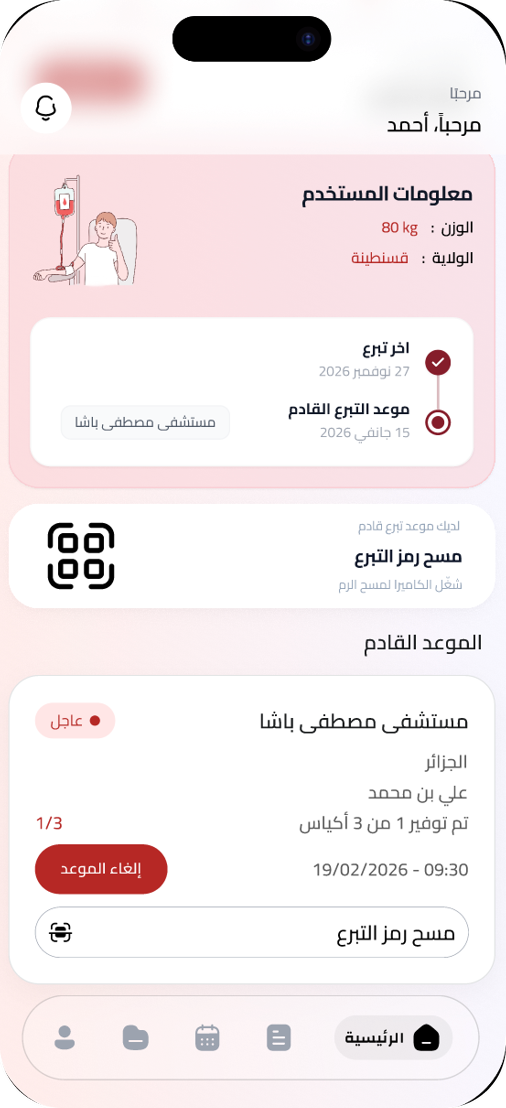 مرحبًا
مرحباً، أحمد
معلومات المستخدم
الوزن : 80 kg
الولاية : قسنطينة
اخر تبرع
27 نوفمبر 2026
موعد التبرع القادم
15 جانفي 2026
مستشفى مصطفى باشا
لديك موعد تبرع قادم
مسح رمز التبرع
شغّل الكاميرا لمسح الرم
الموعد القادم
مستشفى مصطفى باشا
عاجل
الجزائر
علي بن محمد
تم توفير 1 من 3 أكياس
1/3
19/02/2026 - 09:30
إلغاء الموعد
مسح رمز التبرع
الرئيسية